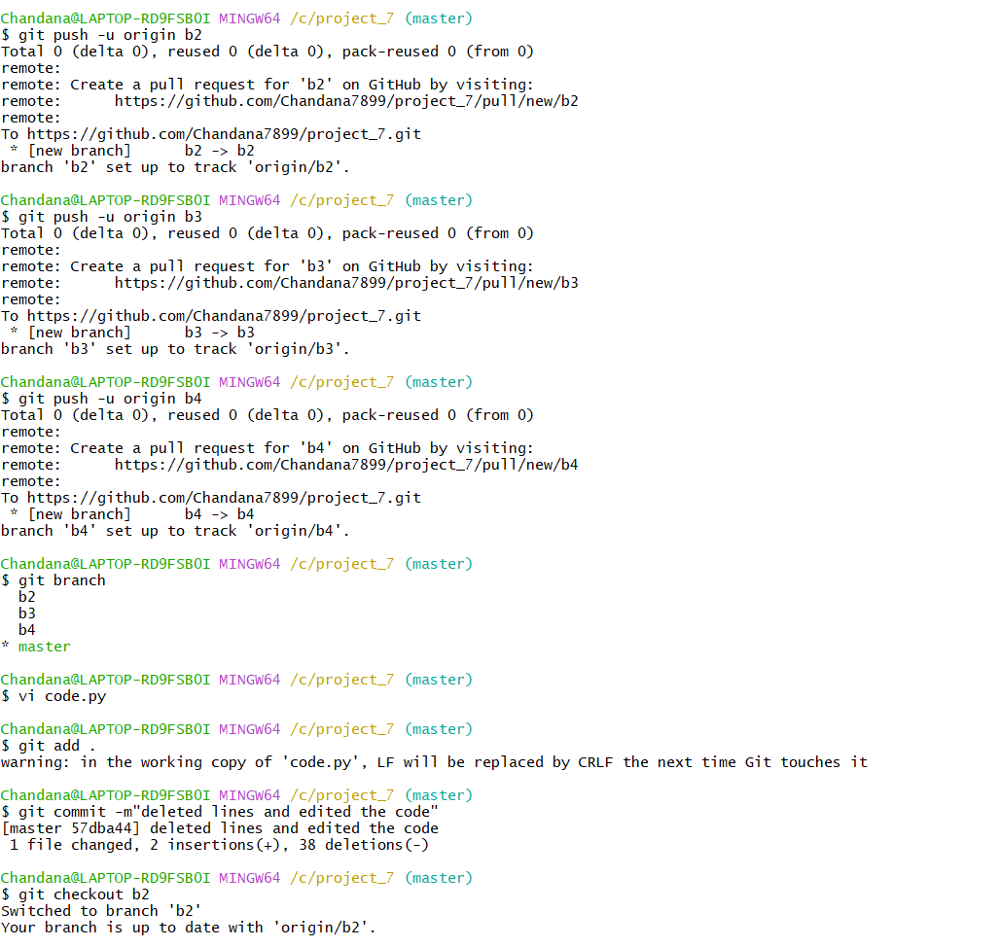 Chandana@LAPTOP-RD9FSB0I MINGW64 /c/project_7 (master)
$ git push -u origin b2
Total 0 (delta 0), reused 0 (delta 0), pack-reused 0 (from 0)
remote:
remote: Create a pull request for 'b2' on GitHub by visiting:
remote:      https://github.com/Chandana7899/project_7/pull/new/b2
remote:
To https://github.com/Chandana7899/project_7.git
 * [new branch]      b2 -> b2
branch 'b2' set up to track 'origin/b2'.

Chandana@LAPTOP-RD9FSB0I MINGW64 /c/project_7 (master)
$ git push -u origin b3
Total 0 (delta 0), reused 0 (delta 0), pack-reused 0 (from 0)
remote:
remote: Create a pull request for 'b3' on GitHub by visiting:
remote:      https://github.com/Chandana7899/project_7/pull/new/b3
remote:
To https://github.com/Chandana7899/project_7.git
 * [new branch]      b3 -> b3
branch 'b3' set up to track 'origin/b3'.

Chandana@LAPTOP-RD9FSB0I MINGW64 /c/project_7 (master)
$ git push -u origin b4
Total 0 (delta 0), reused 0 (delta 0), pack-reused 0 (from 0)
remote:
remote: Create a pull request for 'b4' on GitHub by visiting:
remote:      https://github.com/Chandana7899/project_7/pull/new/b4
remote:
To https://github.com/Chandana7899/project_7.git
 * [new branch]      b4 -> b4
branch 'b4' set up to track 'origin/b4'.

Chandana@LAPTOP-RD9FSB0I MINGW64 /c/project_7 (master)
$ git branch
  b2
  b3
  b4
* master

Chandana@LAPTOP-RD9FSB0I MINGW64 /c/project_7 (master)
$ vi code.py

Chandana@LAPTOP-RD9FSB0I MINGW64 /c/project_7 (master)
$ git add .
warning: in the working copy of 'code.py', LF will be replaced by CRLF the next time Git touches it

Chandana@LAPTOP-RD9FSB0I MINGW64 /c/project_7 (master)
$ git commit -m"deleted lines and edited the code"
[master 57dba44] deleted lines and edited the code
 1 file changed, 2 insertions(+), 38 deletions(-)

Chandana@LAPTOP-RD9FSB0I MINGW64 /c/project_7 (master)
$ git checkout b2
Switched to branch 'b2'
Your branch is up to date with 'origin/b2'.